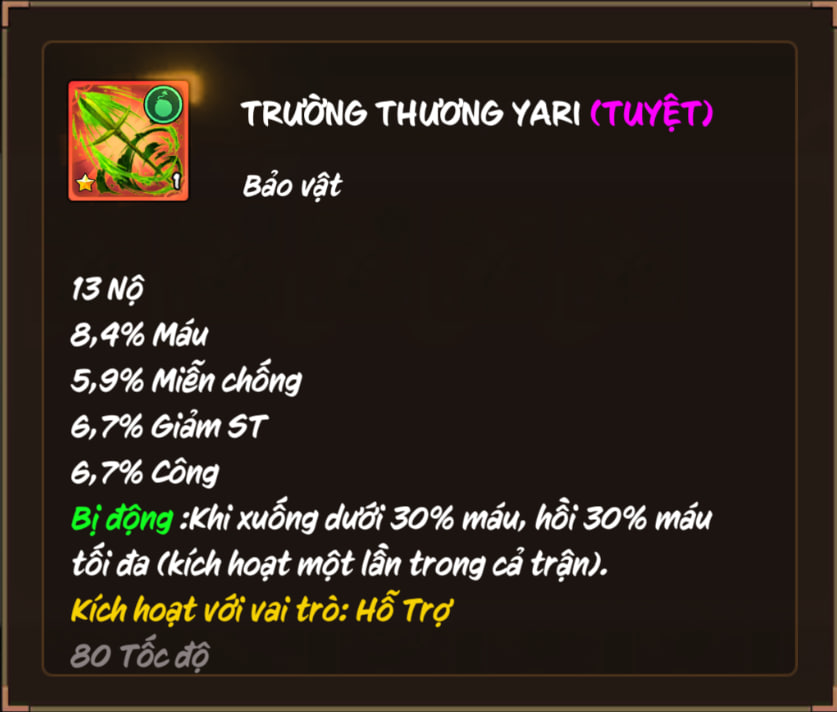 TRƯỜNG THƯƠNG YARI (TUYỆT)
1
Bảo vật
13 Nộ
8,4% Máu
5,9% Miễn chống
6,7% Giảm ST
6,7% Công
Bị động :Khi xuống dưới 30% máu, hồi 30% máu
tối đa (kích hoạt một lần trong cả trận).
Kích hoạt với vai trò: Hỗ Trợ
80 Tốc độ